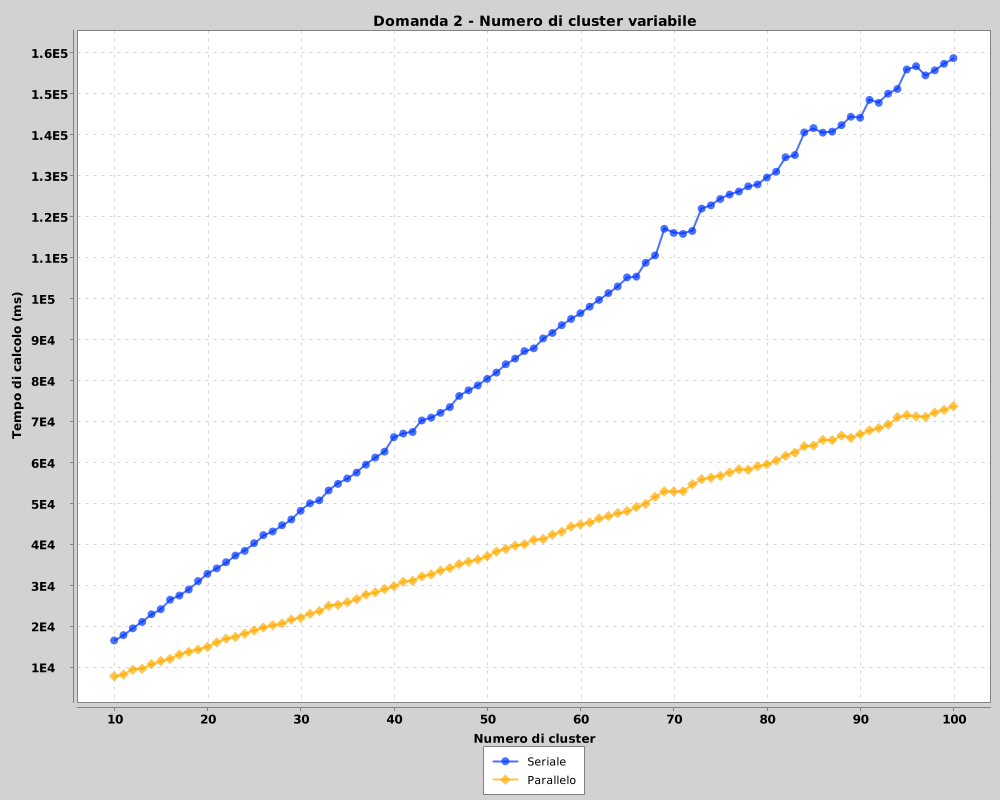 Domanda 2 - Numero di cluster variabile
Tempo di calcolo (ms)
1.6E5
1.5E5
1.4E5
1.3E5
1.2E5
1.1E5
1E5
9E4
8E4
7E4
6E4
5E4
4E4
3E4
2E4
1E4
10 20 30 40 50 60 70 80 90 100
Numero di cluster
Seriale
Parallelo